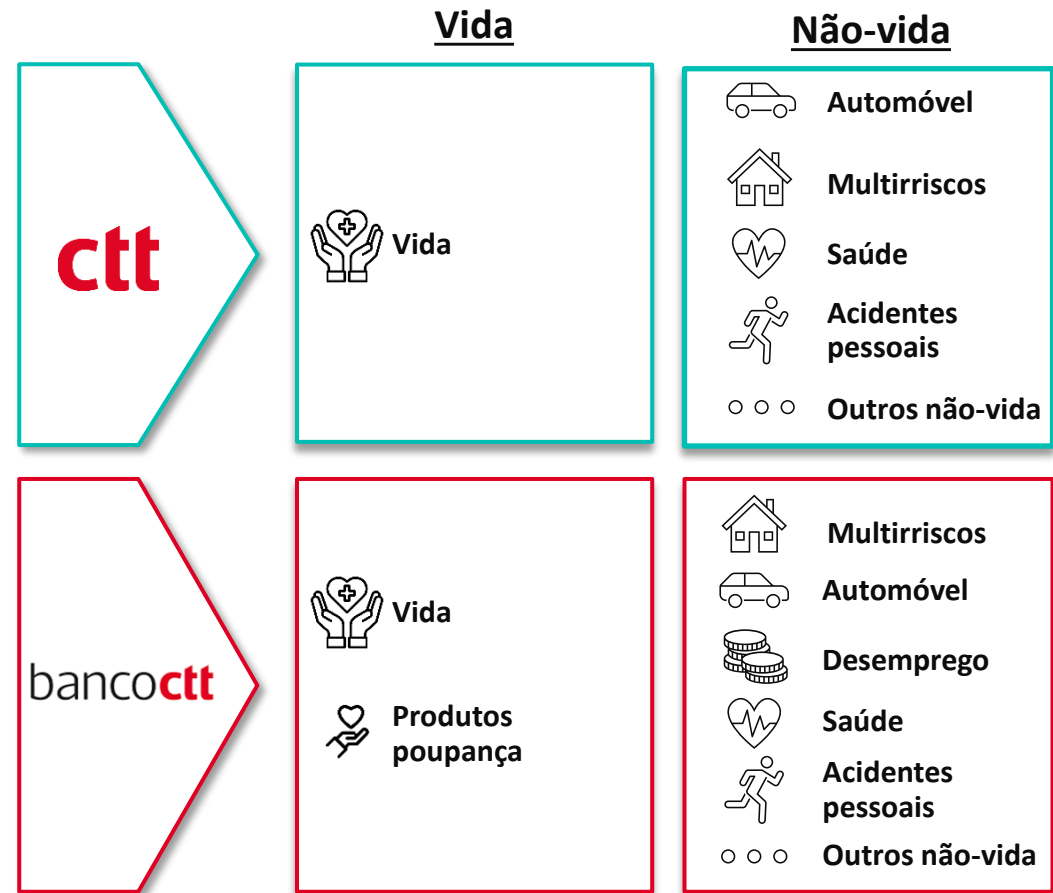 Vida
Não-vida
ctt
Vida
Automóvel
Multirriscos
Saúde
Acidentes
pessoais
Outros não-vida
bancoctt
Vida
Produtos
poupança
Multirriscos
Automóvel
Desemprego
Saúde
Acidentes
pessoais
Outros não-vida